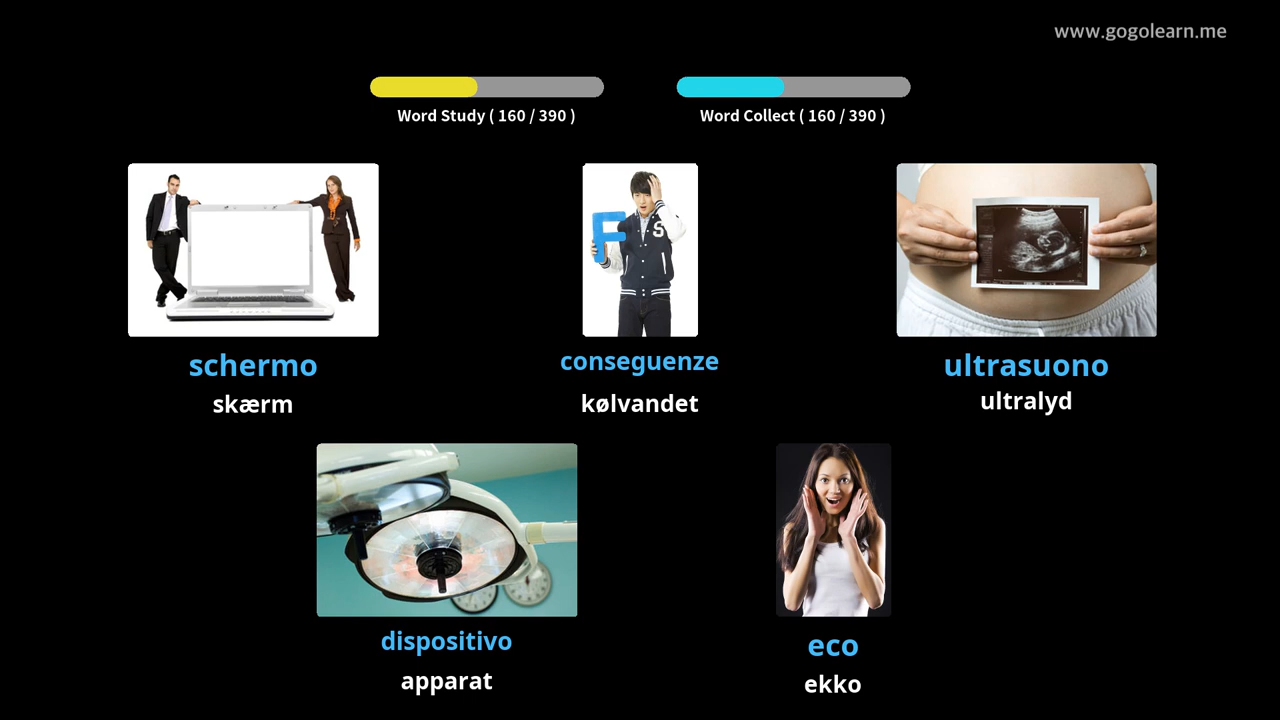 www.gogolearn.me
Word Study ( 160 / 390 )
Word Collect ( 160 / 390 )
F
S
schermo
skærm
conseguenze
kølvandet
ultrasuono
ultralyd
dispositivo
apparat
eco
ekko